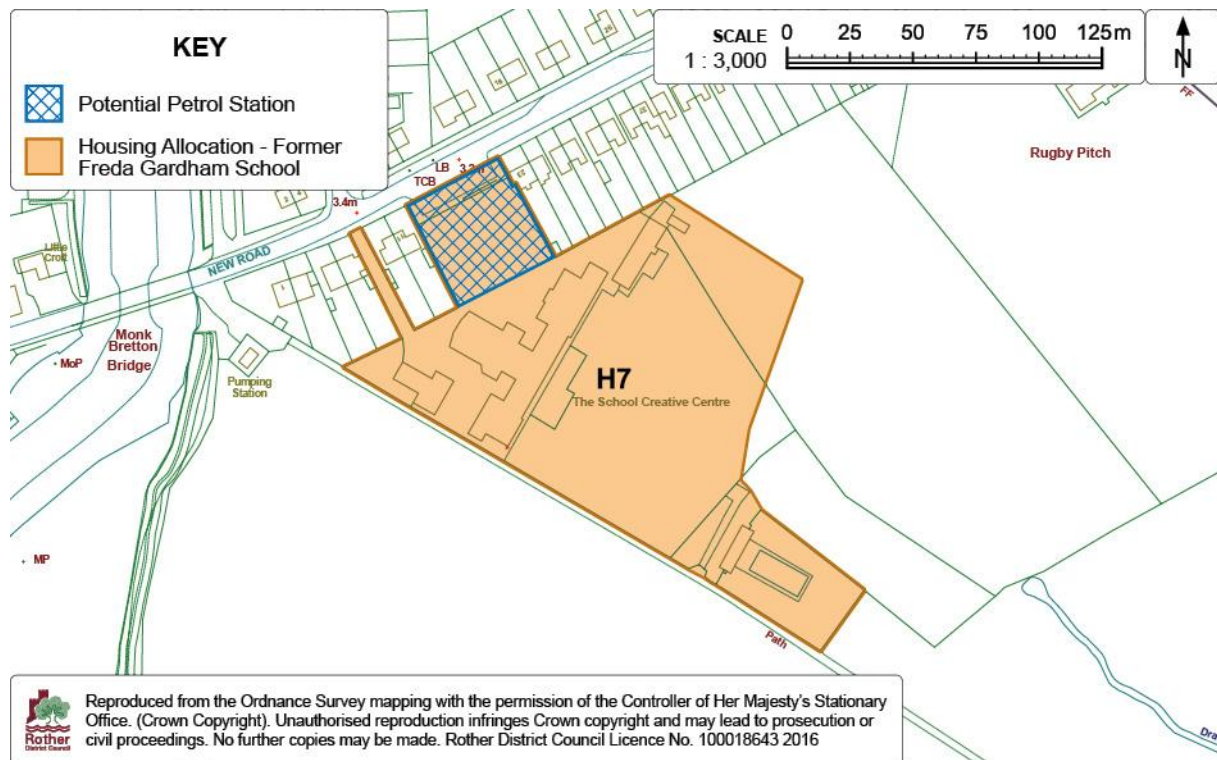 KEY
Potential Petrol Station
Housing Allocation - Former
Freda Gardham School
SCALE
1 : 3,000
0 25 50 75 100 125m
N
FF
Rugby Pitch
LB
TCB
3.4m
NEW ROAD
Little
Croft
Monk
Bretton
Bridge
MoP
Pumping
Station
H7
The School Creative Centre
MP
Path
Dra
Rother
District Council
Reproduced from the Ordnance Survey mapping with the permission of the Controller of Her Majesty's Stationary
Office. (Crown Copyright). Unauthorised reproduction infringes Crown copyright and may lead to prosecution or
civil proceedings. No further copies may be made. Rother District Council Licence No. 100018643 2016